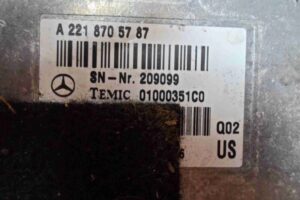 A 221 870 57 87
SN-Nr. 209099
TEMIC 01000351C0
Q02
US